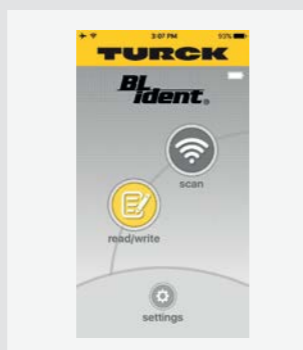 3:07 PM
93%
TURCK
BL
ident®
scan
read/write
settings